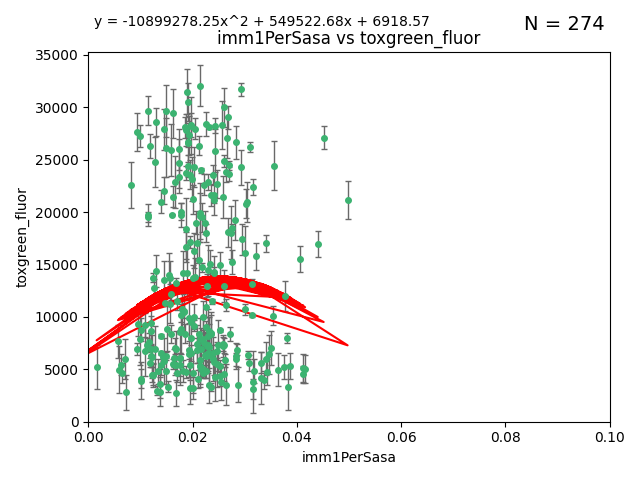 y = -10899278.25x^2 + 549522.68x + 6918.57
N = 274
imm1PerSasa vs toxgreen_fluor
35000
30000
25000
20000
15000
10000
5000
0
toxgreen_fluor
0.00
0.02
0.04
0.06
0.08
0.10
imm1PerSasa